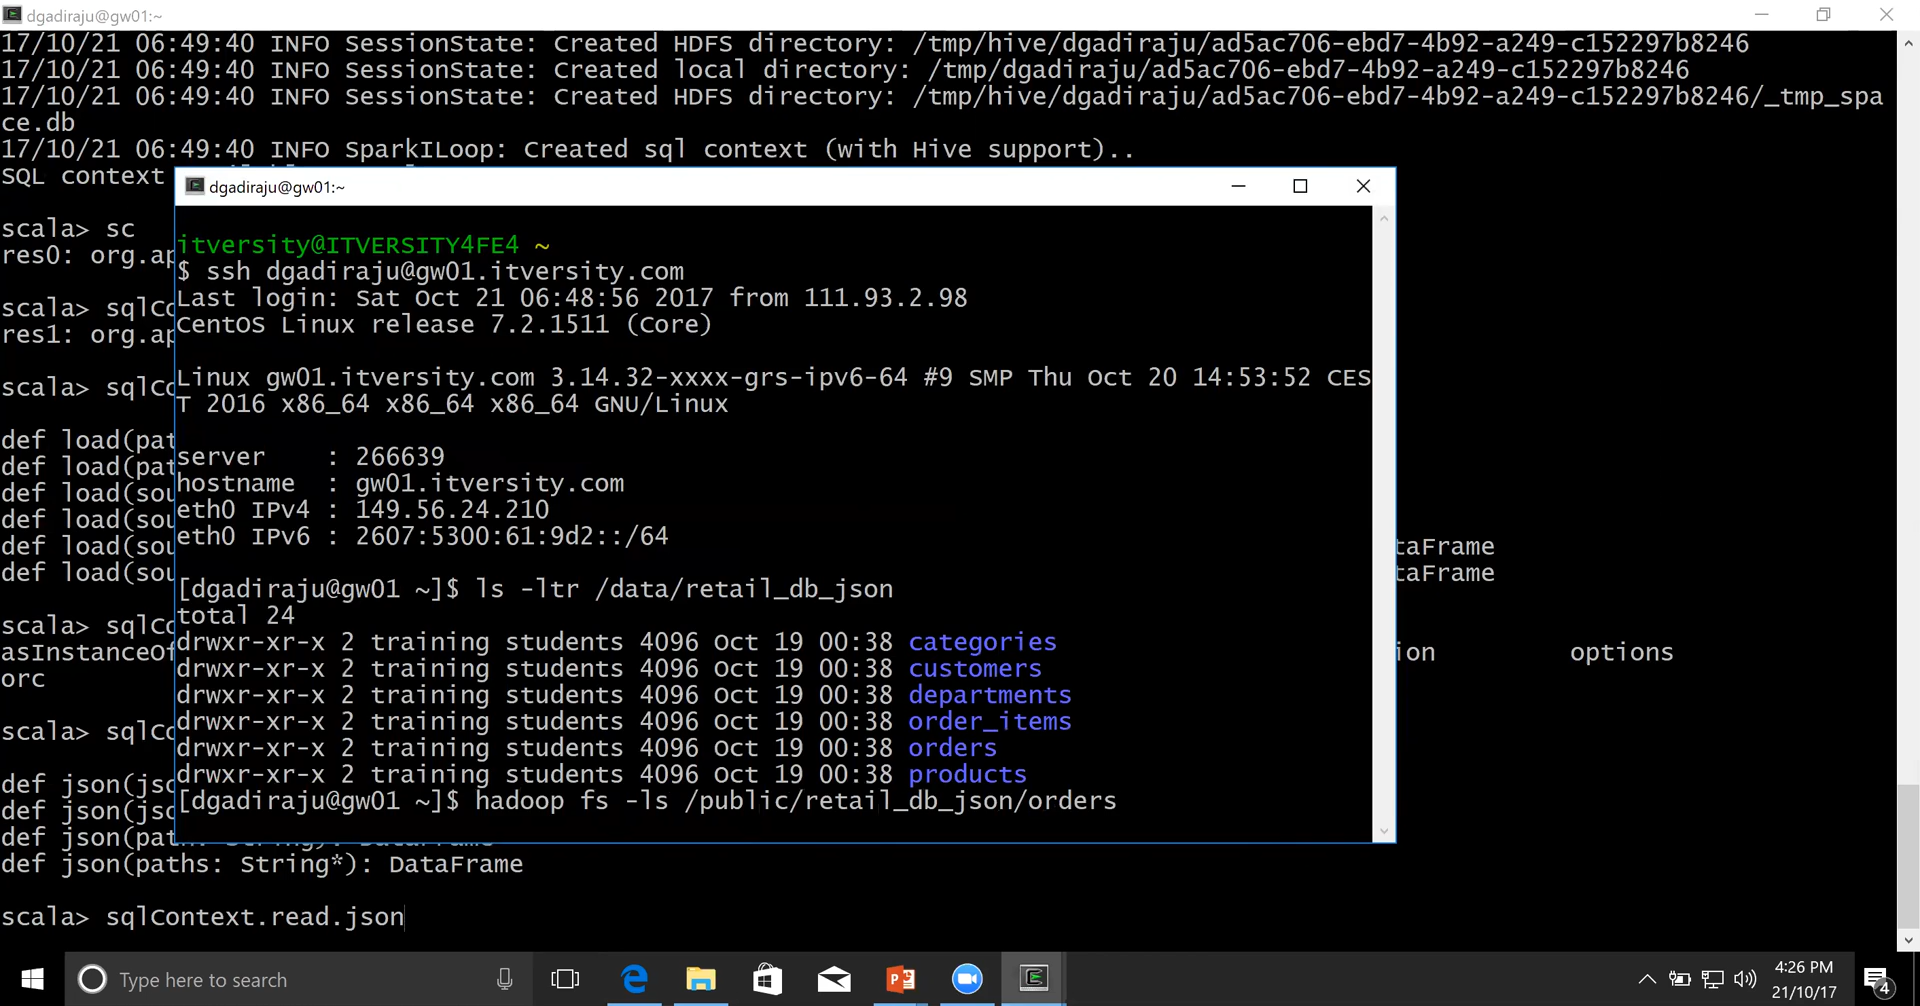 dgadiraju@gw01:~
17/10/21 06:49:40 INFO SessionState: Created HDFS directory: /tmp/hive/dgadiraju/ad5ac706-ebd7-4b92-a249-c152297b8246
17/10/21 06:49:40 INFO SessionState: Created local directory: /tmp/dgadiraju/ad5ac706-ebd7-4b92-a249-c152297b8246
17/10/21 06:49:40 INFO SessionState: Created HDFS directory: /tmp/hive/dgadiraju/ad5ac706-ebd7-4b92-a249-c152297b8246/_tmp_spa
ce.db
17/10/21 06:49:40 INFO SparkILoop: Created sql context (with Hive support)..
SQL context
scala> sc
res0: org.ap
scala> sqlCo
res1: org.ap
scala> sqlCo
def load(pat
def load(pat
def load(sou
def load(sou
def load(sou
taFrame
def load(sou
taFrame
scala> sqlCo
asInstanceOf
ion options
orc
scala> sqlCo
def json(jso
def json(jso
def json(pat
def json(paths: String*): DataFrame
scala> sqlContext.read.json
dgadiraju@gw01:~
itversity@ITVERSITY4FE4 ~
$ ssh dgadiraju@gw01.itversity.com
Last login: Sat Oct 21 06:48:56 2017 from 111.93.2.98
CentOS Linux release 7.2.1511 (Core)
Linux gw01.itversity.com 3.14.32-xxxx-grs-ipv6-64 #9 SMP Thu Oct 20 14:53:52 CES
T 2016 x86_64 x86_64 x86_64 GNU/Linux
server : 266639
hostname : gw01.itversity.com
eth0 IPv4 : 149.56.24.210
eth0 IPv6 : 2607:5300:61:9d2::/64
[dgadiraju@gw01 ~]$ ls -ltr /data/retail_db_json
total 24
drwxr-xr-x 2 training students 4096 Oct 19 00:38 categories
drwxr-xr-x 2 training students 4096 Oct 19 00:38 customers
drwxr-xr-x 2 training students 4096 Oct 19 00:38 departments
drwxr-xr-x 2 training students 4096 Oct 19 00:38 order_items
drwxr-xr-x 2 training students 4096 Oct 19 00:38 orders
drwxr-xr-x 2 training students 4096 Oct 19 00:38 products
[dgadiraju@gw01 ~]$ hadoop fs -ls /public/retail_db_json/orders
Type here to search
4:26 PM
21/10/17
4